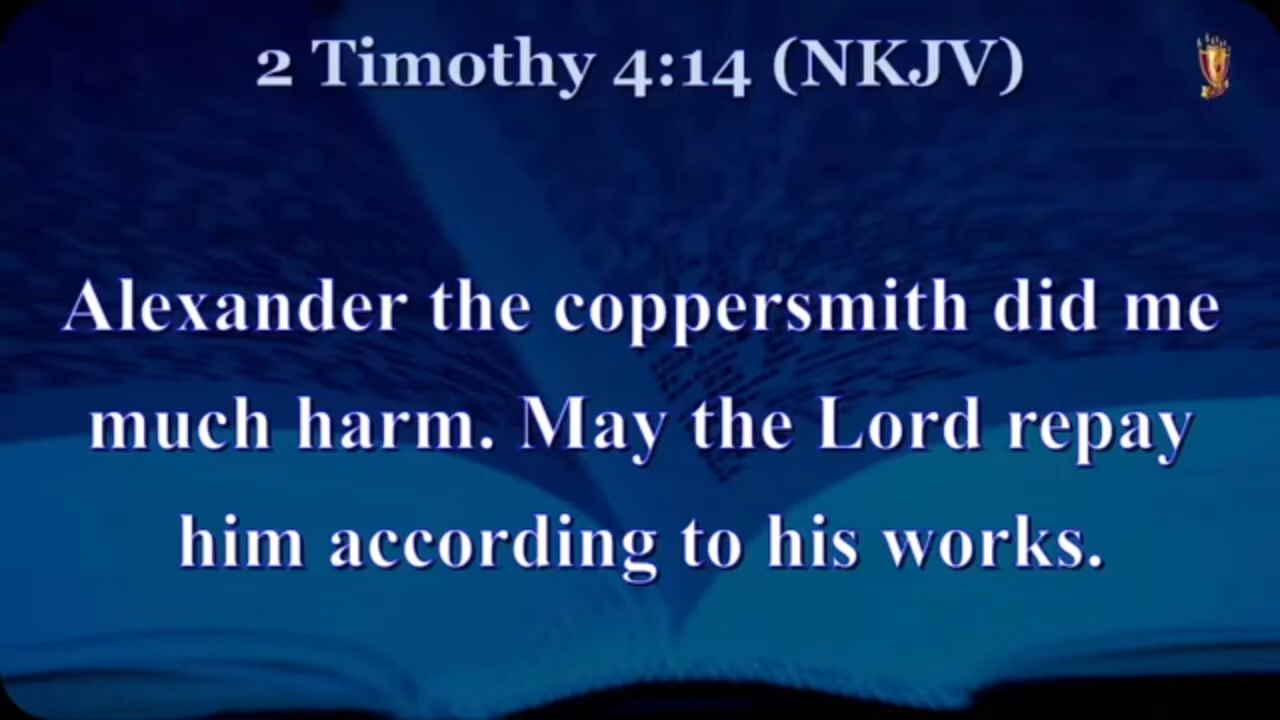 2 Timothy 4:14 (NKJV)
Alexander the coppersmith did me
much harm. May the Lord repay
him according to his works.